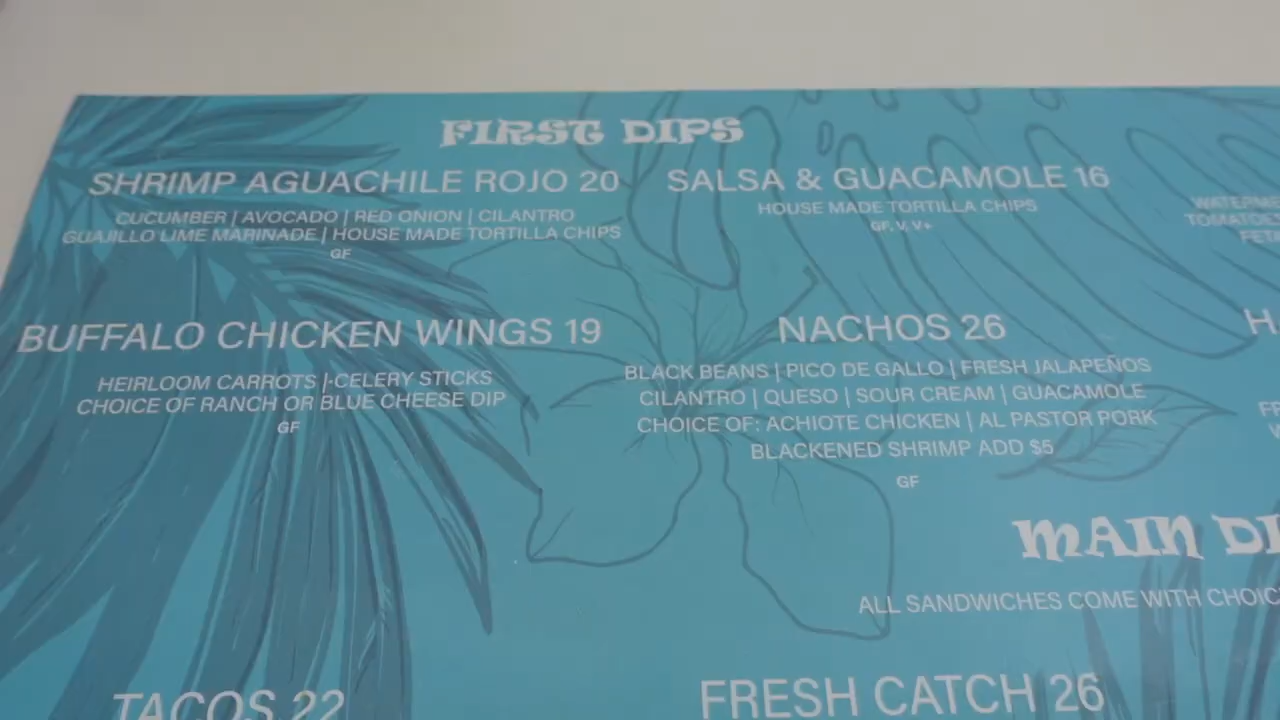 FIRST DIPS
SHRIMP AGUACHILE ROJO 20
CUCUMBER | AVOCADO | RED ONION | CILANTRO
GUAJILLO LIME MARINADE | HOUSE MADE TORTILLA CHIPS
GF
SALSA & GUACAMOLE 16
HOUSE MADE TORTILLA CHIPS
GF, V, V+
BUFFALO CHICKEN WINGS 19
HEIRLOOM CARROTS | CELERY STICKS
CHOICE OF RANCH OR BLUE CHEESE DIP
GF
NACHOS 26
BLACK BEANS | PICO DE GALLO | FRESH JALAPEÑOS
CILANTRO | QUESO | SOUR CREAM | GUACAMOLE
CHOICE OF: ACHIOTE CHICKEN | AL PASTOR PORK
BLACKENED SHRIMP ADD $5
GF
MAIN
ALL SANDWICHES COME WITH
TACOS 22
FRESH CATCH 26